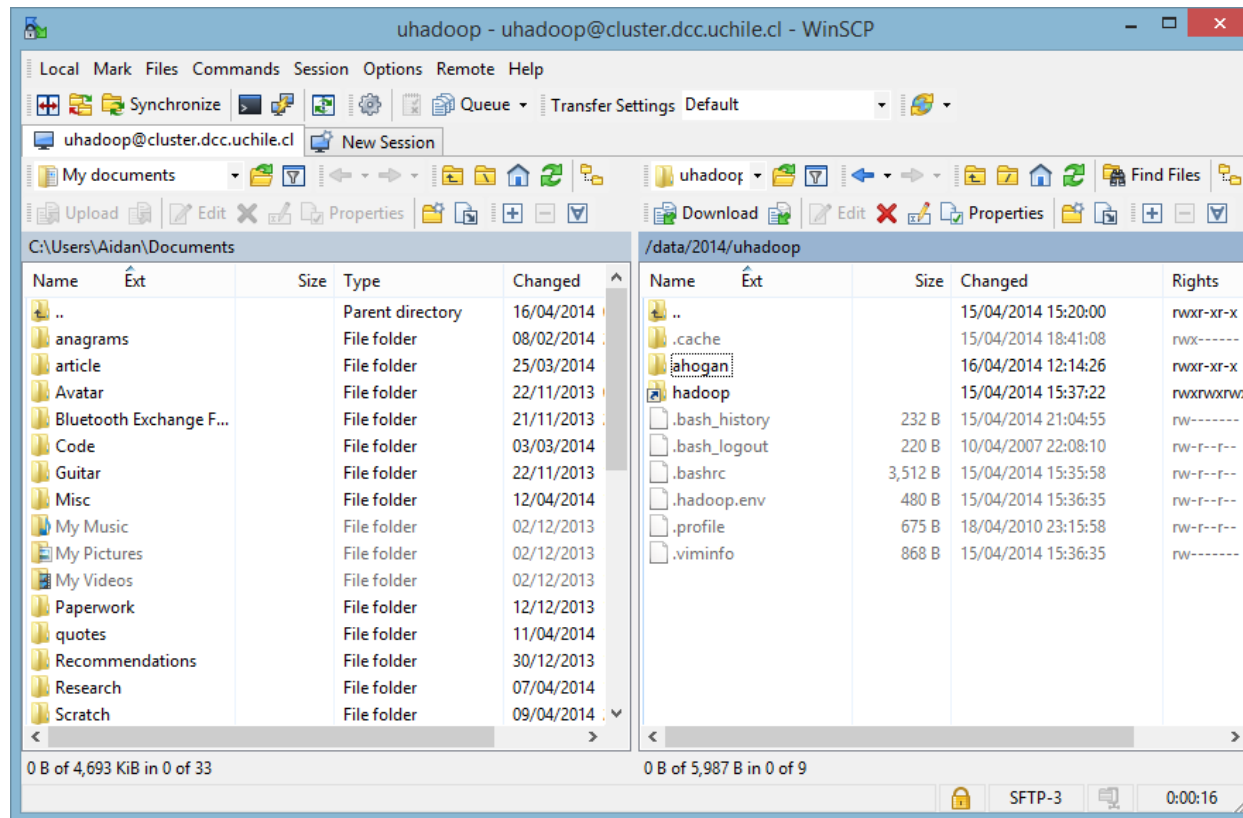 uhadoop - uhadoop@cluster.dcc.uchile.cl - WinSCP
Local Mark Files Commands Session Options Remote Help
Synchronize Queue Transfer Settings Default
uhadoop@cluster.dcc.uchile.cl New Session
My documents uhadoop Find Files
Upload Edit Properties Download Edit Properties
C:\Users\Aidan\Documents /data/2014/uhadoop
Name Ext Size Type Changed Name Ext Size Changed Rights
.. Parent directory 16/04/2014 .. 15/04/2014 15:20:00 rwxr-xr-x
anagrams File folder 08/02/2014 .cache 15/04/2014 18:41:08 rwx------
article File folder 25/03/2014 ahogan 16/04/2014 12:14:26 rwxr-xr-x
Avatar File folder 22/11/2013 hadoop 15/04/2014 15:37:22 rwxrwxrwx
Bluetooth Exchange F... File folder 21/11/2013 .bash_history 232 B 15/04/2014 21:04:55 rw-------
Code File folder 03/03/2014 .bash_logout 220 B 10/04/2007 22:08:10 rw-r--r--
Guitar File folder 22/11/2013 .bashrc 3,512 B 15/04/2014 15:35:58 rw-r--r--
Misc File folder 12/04/2014 .hadoop.env 480 B 15/04/2014 15:36:35 rw-r--r--
My Music File folder 02/12/2013 .profile 675 B 18/04/2010 23:15:58 rw-r--r--
My Pictures File folder 02/12/2013 .viminfo 868 B 15/04/2014 15:36:35 rw-------
My Videos File folder 02/12/2013
Paperwork File folder 12/12/2013
quotes File folder 11/04/2014
Recommendations File folder 30/12/2013
Research File folder 07/04/2014
Scratch File folder 09/04/2014
0 B of 4,693 KiB in 0 of 33 0 B of 5,987 B in 0 of 9
SFTP-3 0:00:16